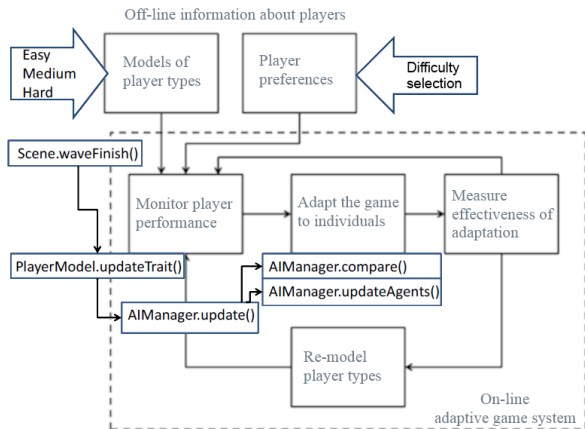 Off-line information about players
Easy
Medium
Hard
Models of
player types
Player
preferences
Difficulty
selection
Scene.waveFinish()
Monitor player
performance
Adapt the game
to individuals
Measure
effectiveness of
adaptation
PlayerModel.updateTrait()
AIManager.compare()
AIManager.updateAgents()
AIManager.update()
Re-model
player types
On-line
adaptive game system